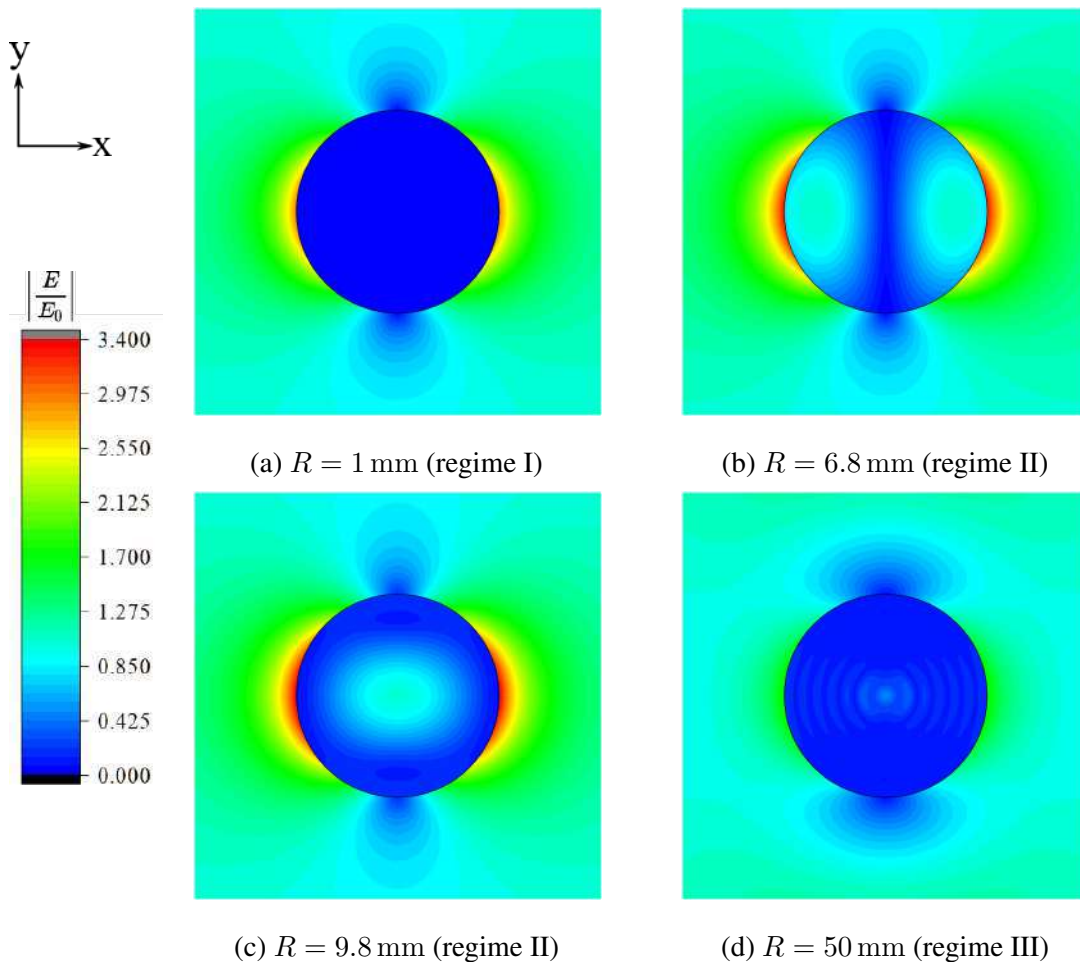 y
x
|E/E₀|
3.400
2.975
2.550
2.125
1.700
1.275
0.850
0.425
0.000
(a) R = 1 mm (regime I)
(b) R = 6.8 mm (regime II)
(c) R = 9.8 mm (regime II)
(d) R = 50 mm (regime III)